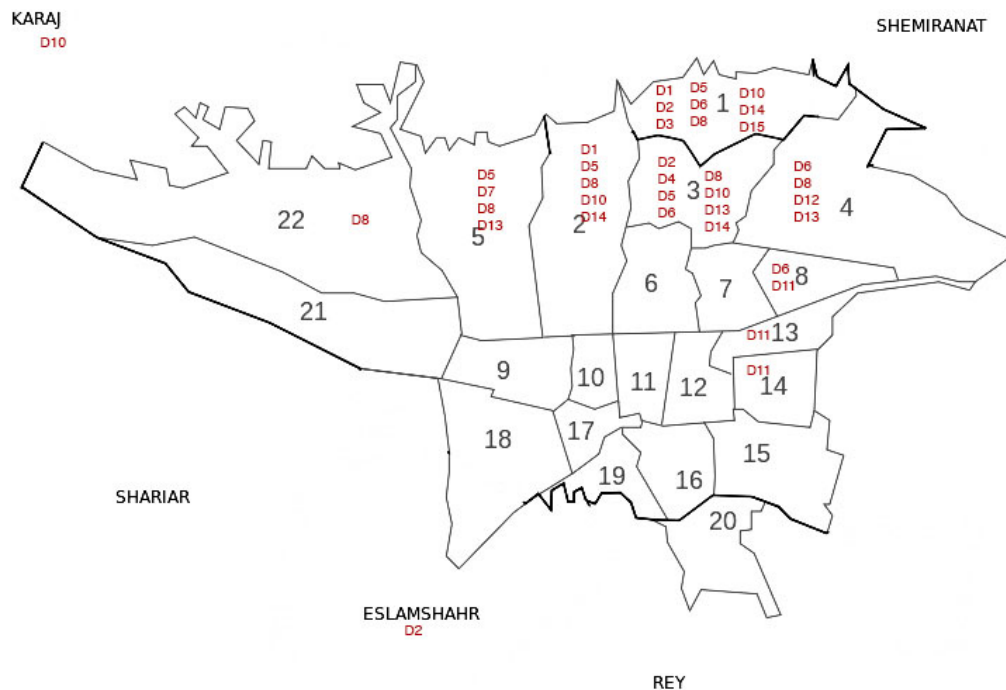 KARAJ
D10
SHEMIRANAT
D1
D2
D3
D5
D6
D8
1
D10
D14
D15
D2
D4
D5
D6
3
D8
D10
D13
D14
D1
D5
D8
D10
D14
2
D5
D7
D8
D13
5
D6
D8
D12
D13
4
22
D8
21
6
7
D6
D11
8
D11
13
D11
14
9
10
11
12
18
17
19
16
15
20
SHARIAR
ESLAMSHAHR
D2
REY